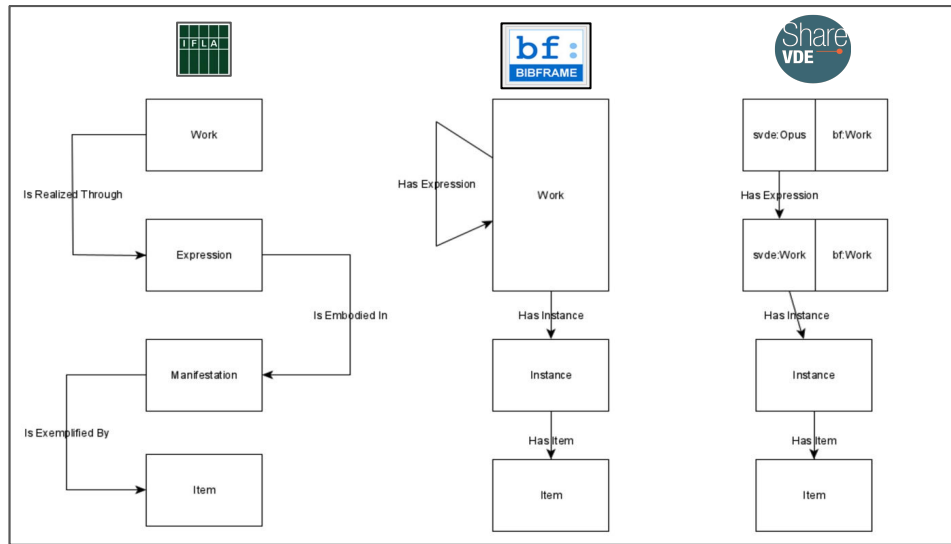 IFLA
Work
Is Realized Through
Expression
Is Embodied In
Manifestation
Is Exemplified By
Item
bf:
BIBFRAME
Has Expression
Work
Has Instance
Instance
Has Item
Item
Share
VDE
svde:Opus bf:Work
Has Expression
svde:Work bf:Work
Has Instance
Instance
Has Item
Item